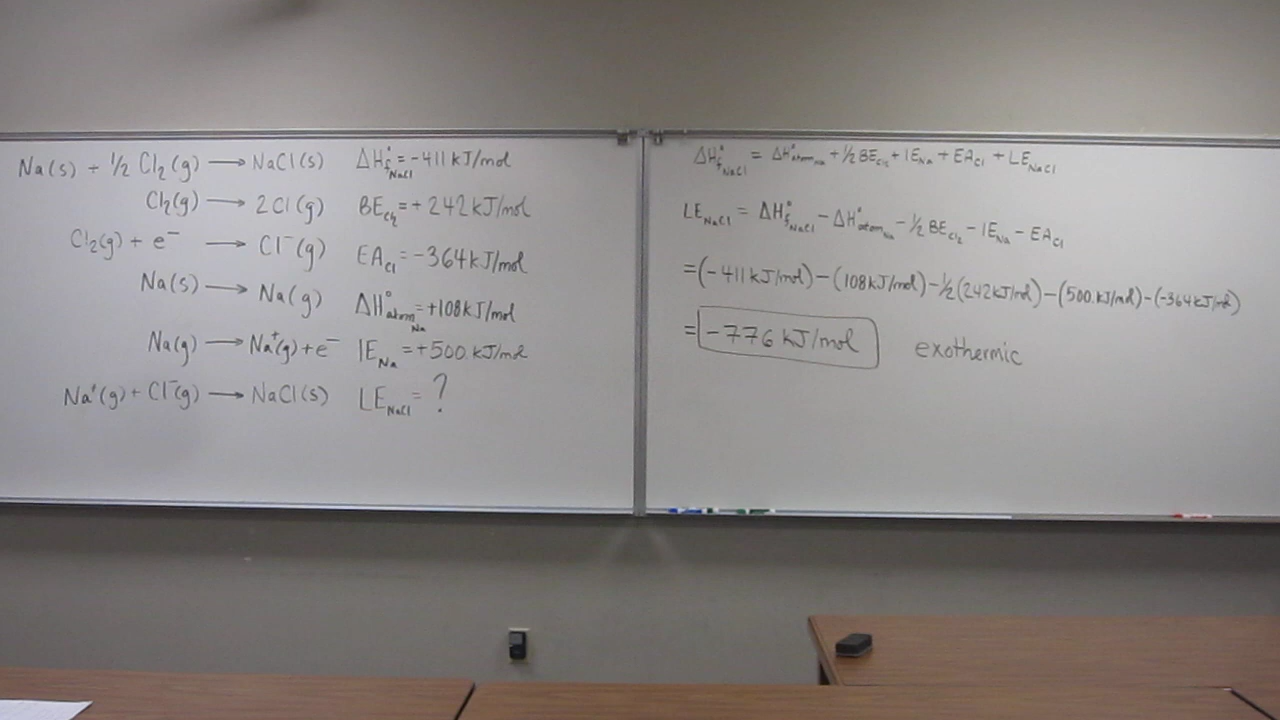 Na(s) + ½ Cl₂(g) → NaCl(s) ΔH°f NaCl = -411 kJ/mol
Cl₂(g) → 2Cl(g) BE Cl₂ = +242 kJ/mol
Cl₂(g) + e⁻ → Cl⁻(g) EA Cl = -364 kJ/mol
Na(s) → Na(g) ΔH°atom Na = +108 kJ/mol
Na(g) → Na⁺(g) + e⁻ IE Na = +500. kJ/mol
Na⁺(g) + Cl⁻(g) → NaCl(s) LE NaCl = ?
ΔH°f NaCl = ΔH°atom Na + ½ BE Cl₂ + IE Na + EA Cl + LE NaCl
LE NaCl = ΔH°f NaCl - ΔH°atom Na - ½ BE Cl₂ - IE Na - EA Cl
= (-411 kJ/mol) - (108 kJ/mol) - ½(242 kJ/mol) - (500. kJ/mol) - (-364 kJ/mol)
= -776 kJ/mol exothermic